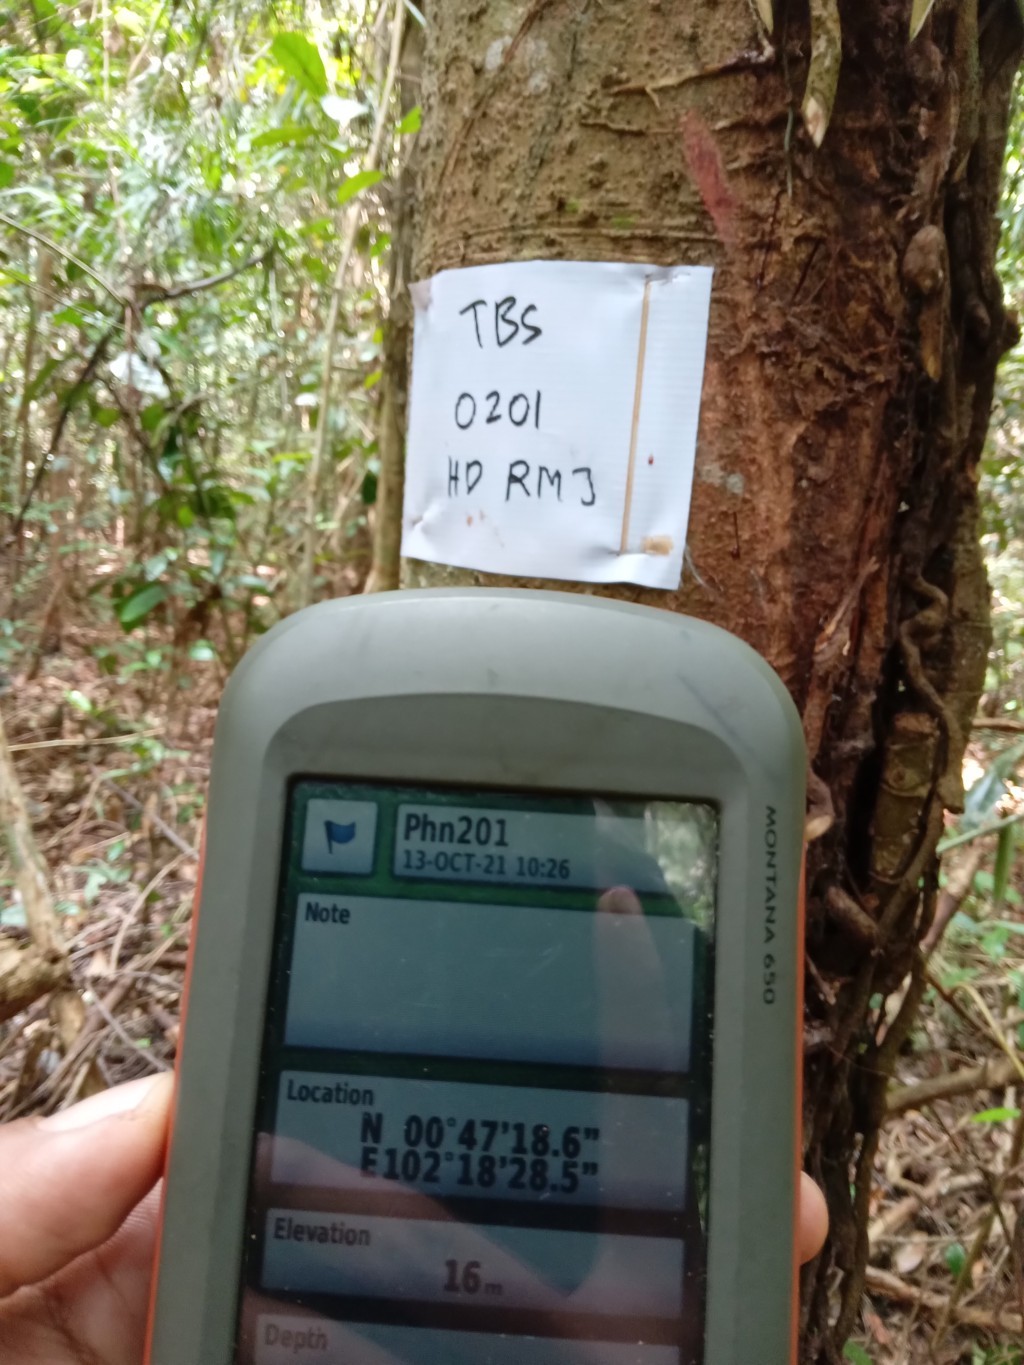 TBS
0201
HD RMJ
MONTANA 650
Phn201
13-OCT-21 10:26
Note
Location
N 00°47'18.6"
E102°18'28.5"
Elevation
16m
Depth